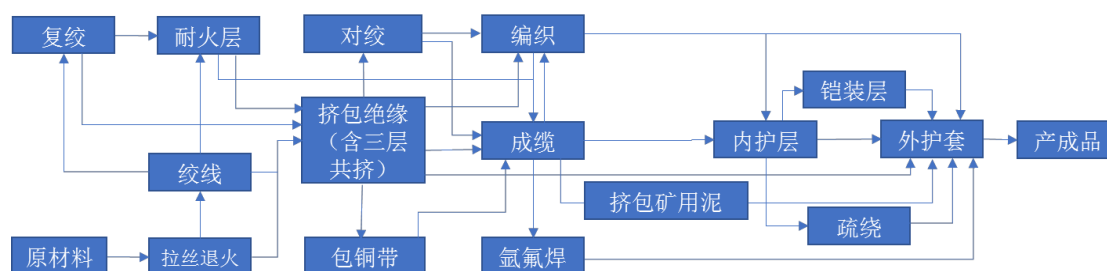 复绞
耐火层
对绞
编织
铠装层
挤包绝缘
（含三层
共挤）
成缆
内护层
外护套
产成品
绞线
挤包矿用泥
疏绕
原材料
拉丝退火
包铜带
氩氟焊